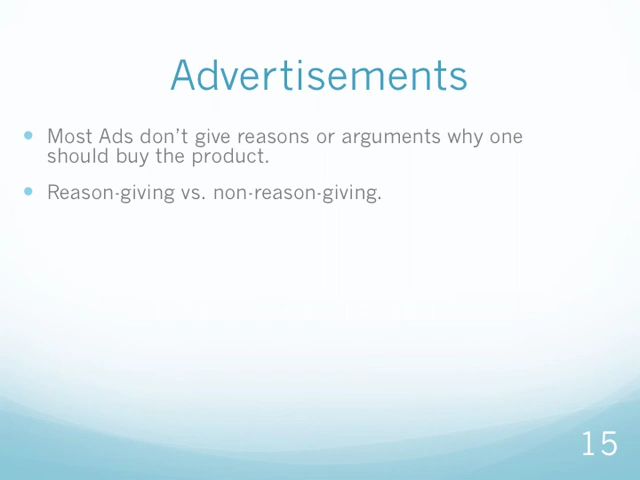 Advertisements
• Most Ads don't give reasons or arguments why one
should buy the product.
• Reason-giving vs. non-reason-giving.
15